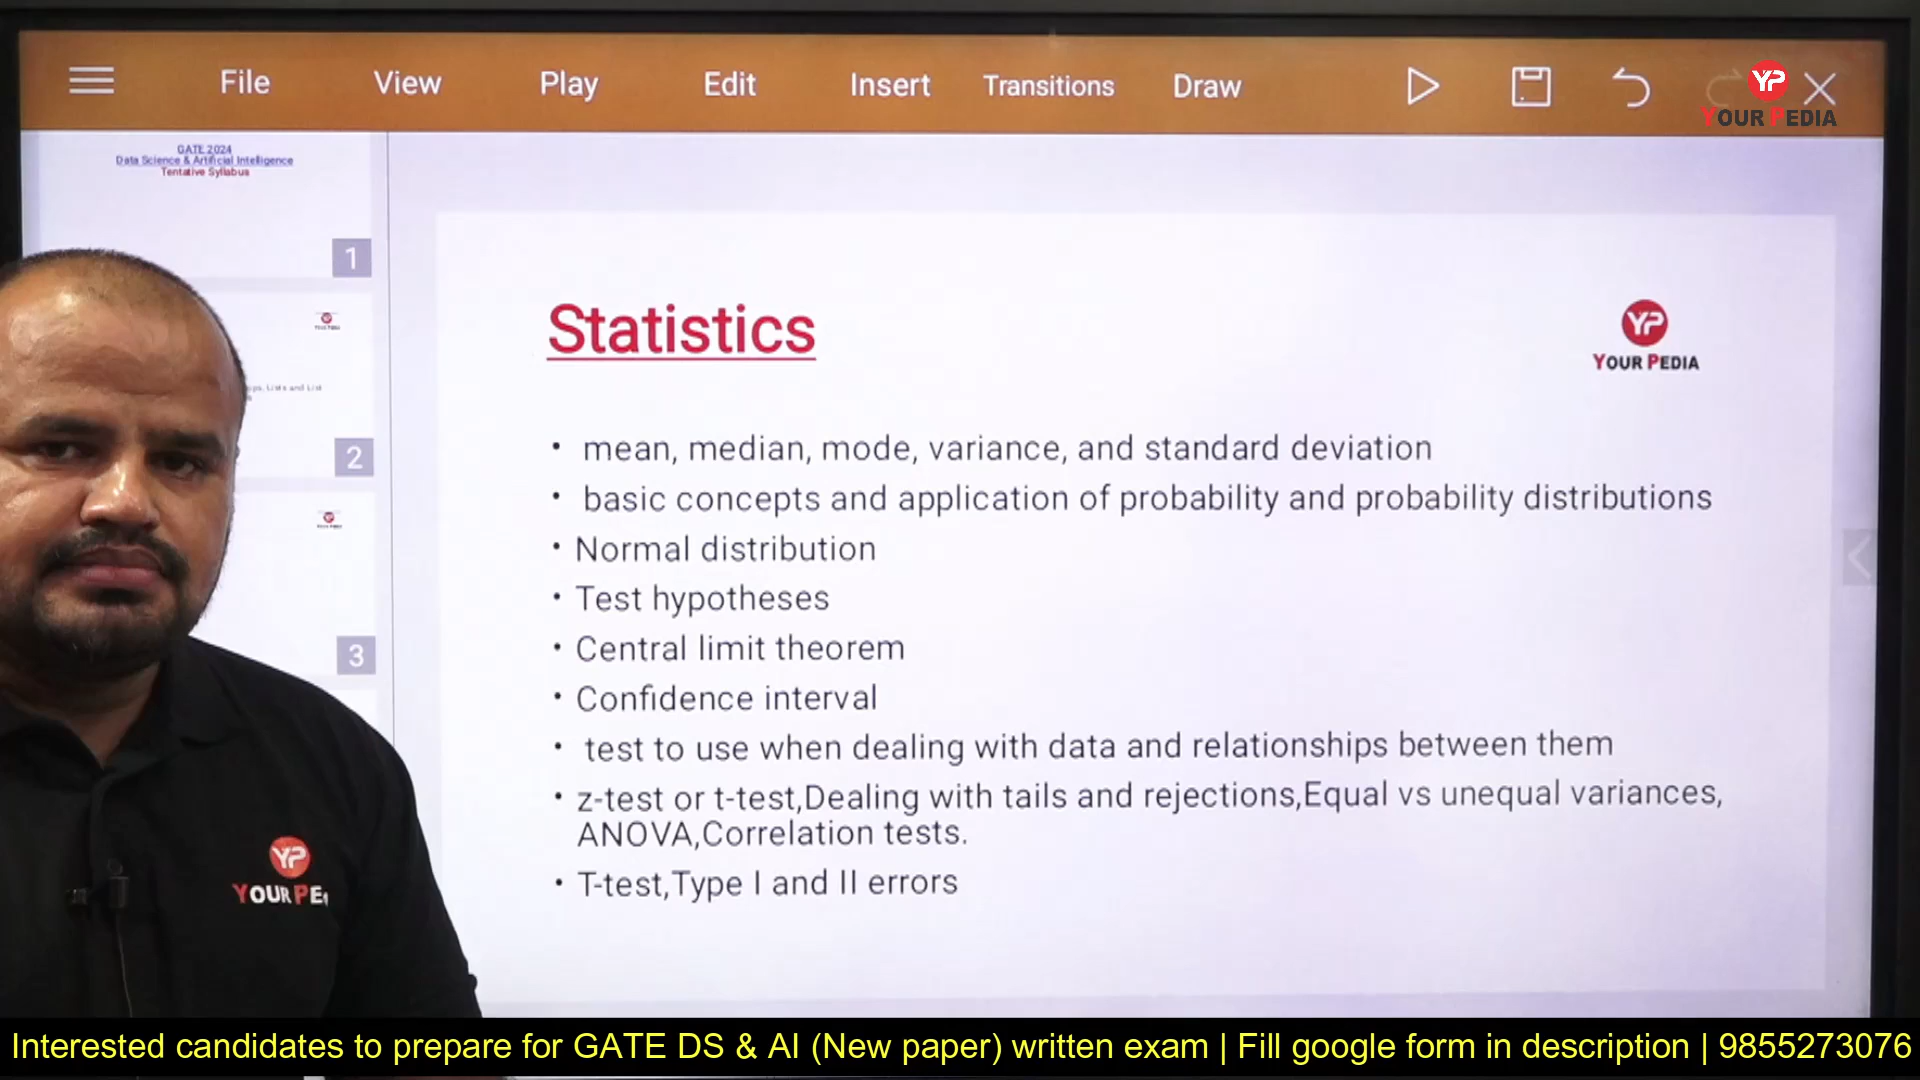 File View Play Edit Insert Transitions Draw
YP
YOUR PEDIA
GATE 2024
Data Science & Artificial Intelligence
Tentative Syllabus
1
2
3
Statistics
YP
YOUR PEDIA
• mean, median, mode, variance, and standard deviation
• basic concepts and application of probability and probability distributions
• Normal distribution
• Test hypotheses
• Central limit theorem
• Confidence interval
• test to use when dealing with data and relationships between them
• z-test or t-test,Dealing with tails and rejections,Equal vs unequal variances,
ANOVA,Correlation tests.
• T-test,Type I and II errors
YP
YOUR PE
Interested candidates to prepare for GATE DS & AI (New paper) written exam | Fill google form in description | 9855273076